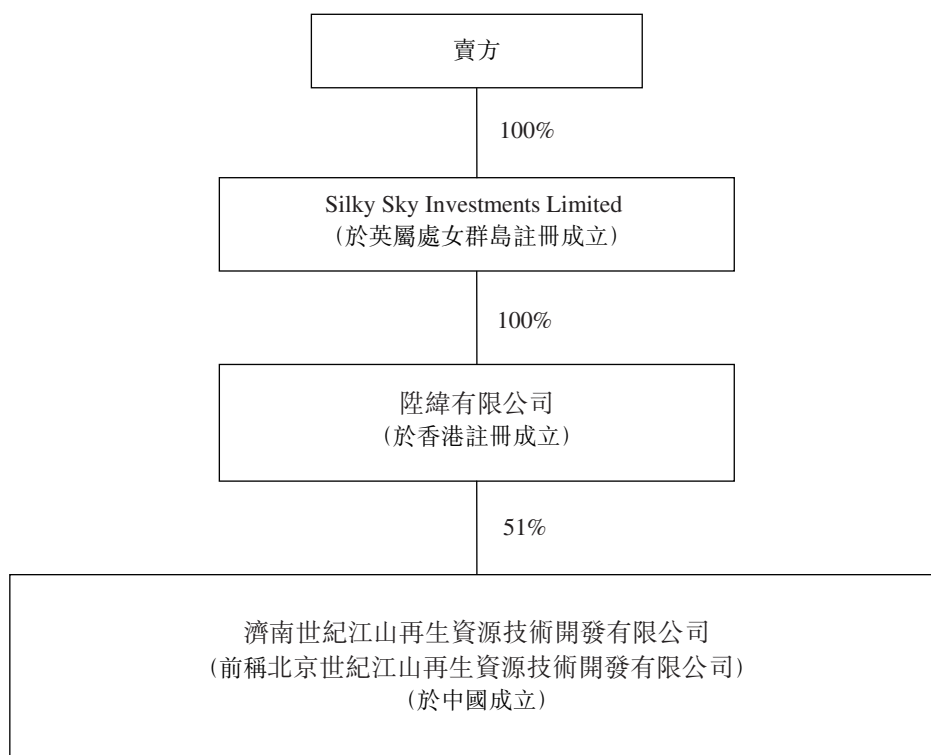 賣方
100%
Silky Sky Investments Limited
（於英屬處女群島註冊成立）
100%
陞緯有限公司
（於香港註冊成立）
51%
濟南世紀江山再生資源技術開發有限公司
（前稱北京世紀江山再生資源技術開發有限公司）
（於中國成立）